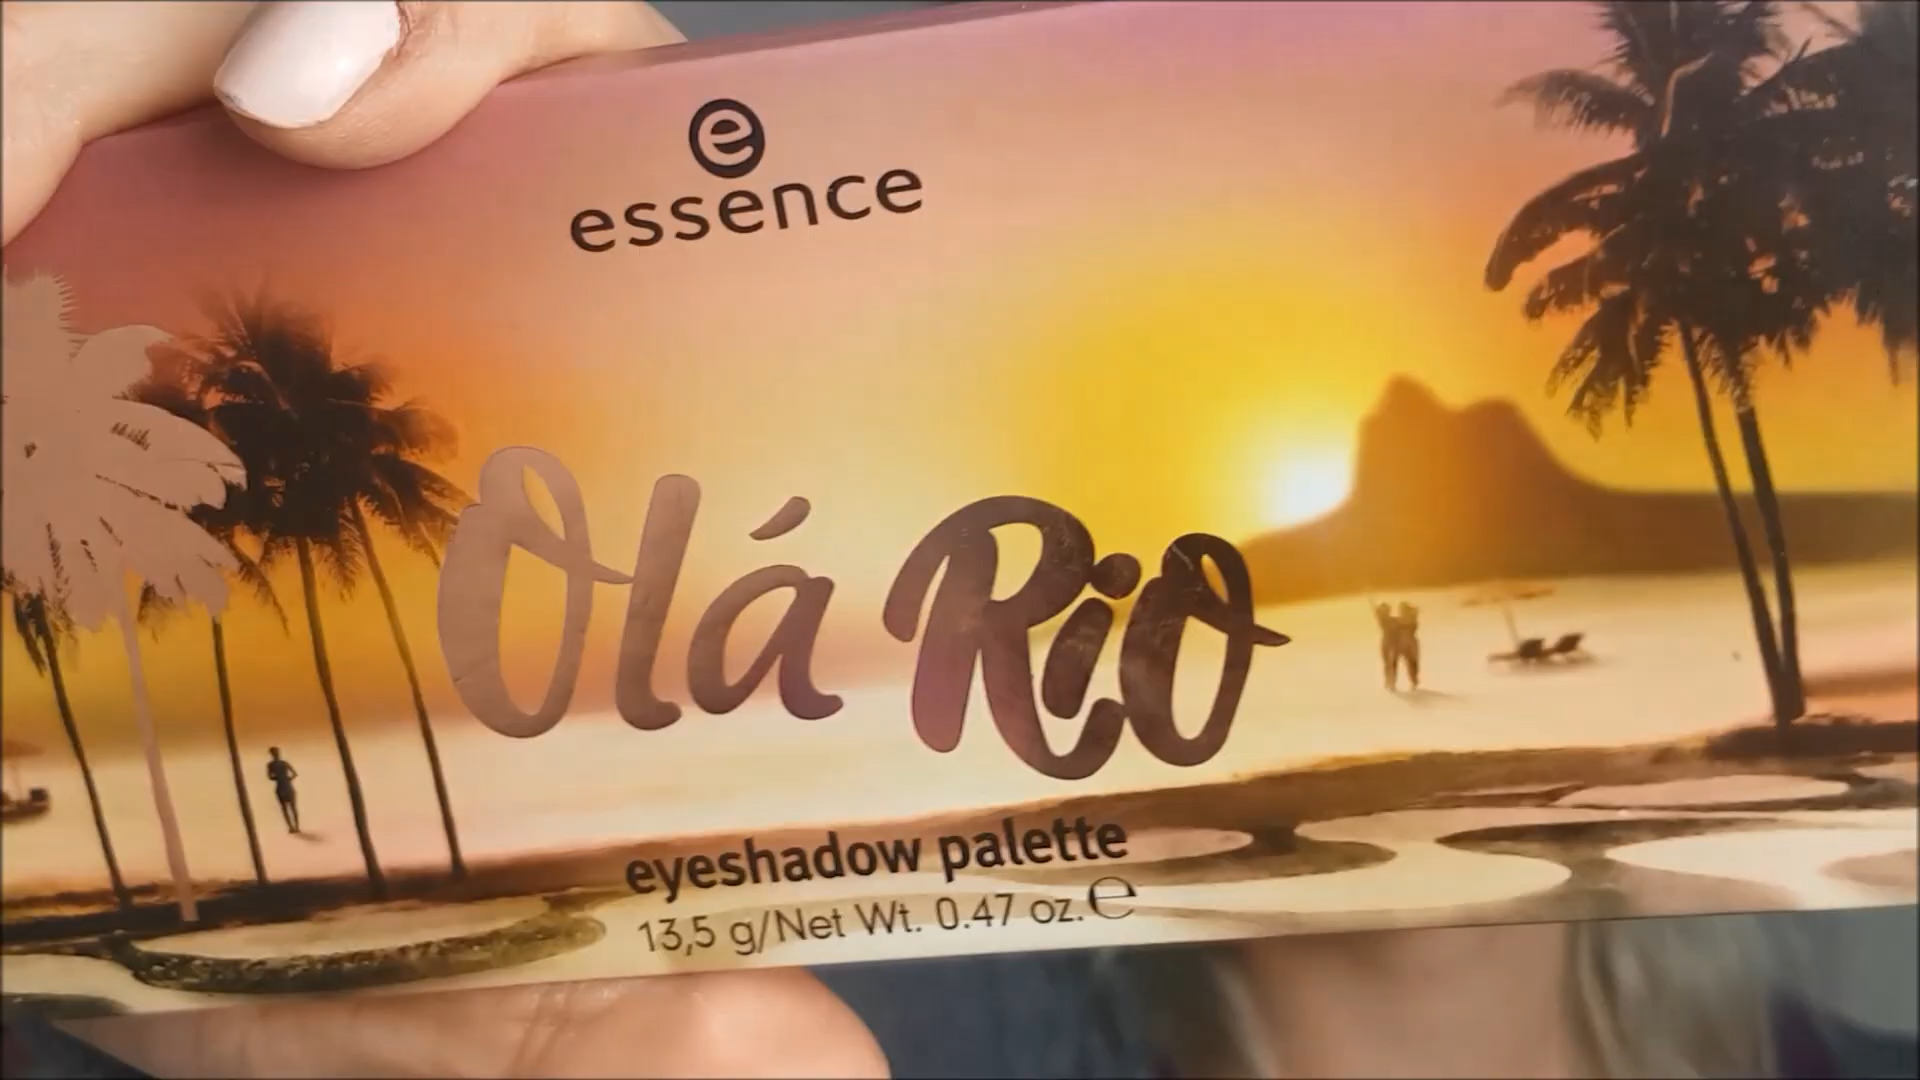 e
essence
Olá Rio
eyeshadow palette
13,5 g/Net Wt. 0.47 oz. ℮